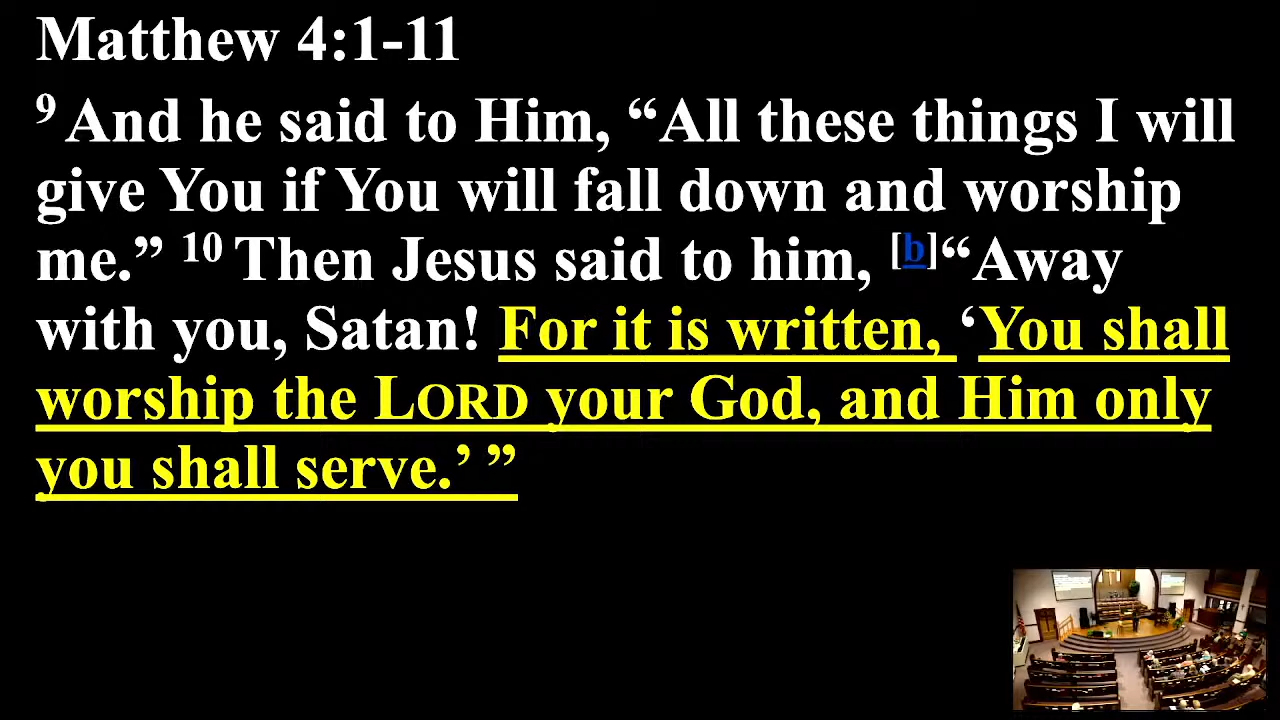 Matthew 4:1-11
9 And he said to Him, “All these things I will
give You if You will fall down and worship
me.” 10 Then Jesus said to him, [b]“Away
with you, Satan! For it is written, ‘You shall
worship the LORD your God, and Him only
you shall serve.’ ”